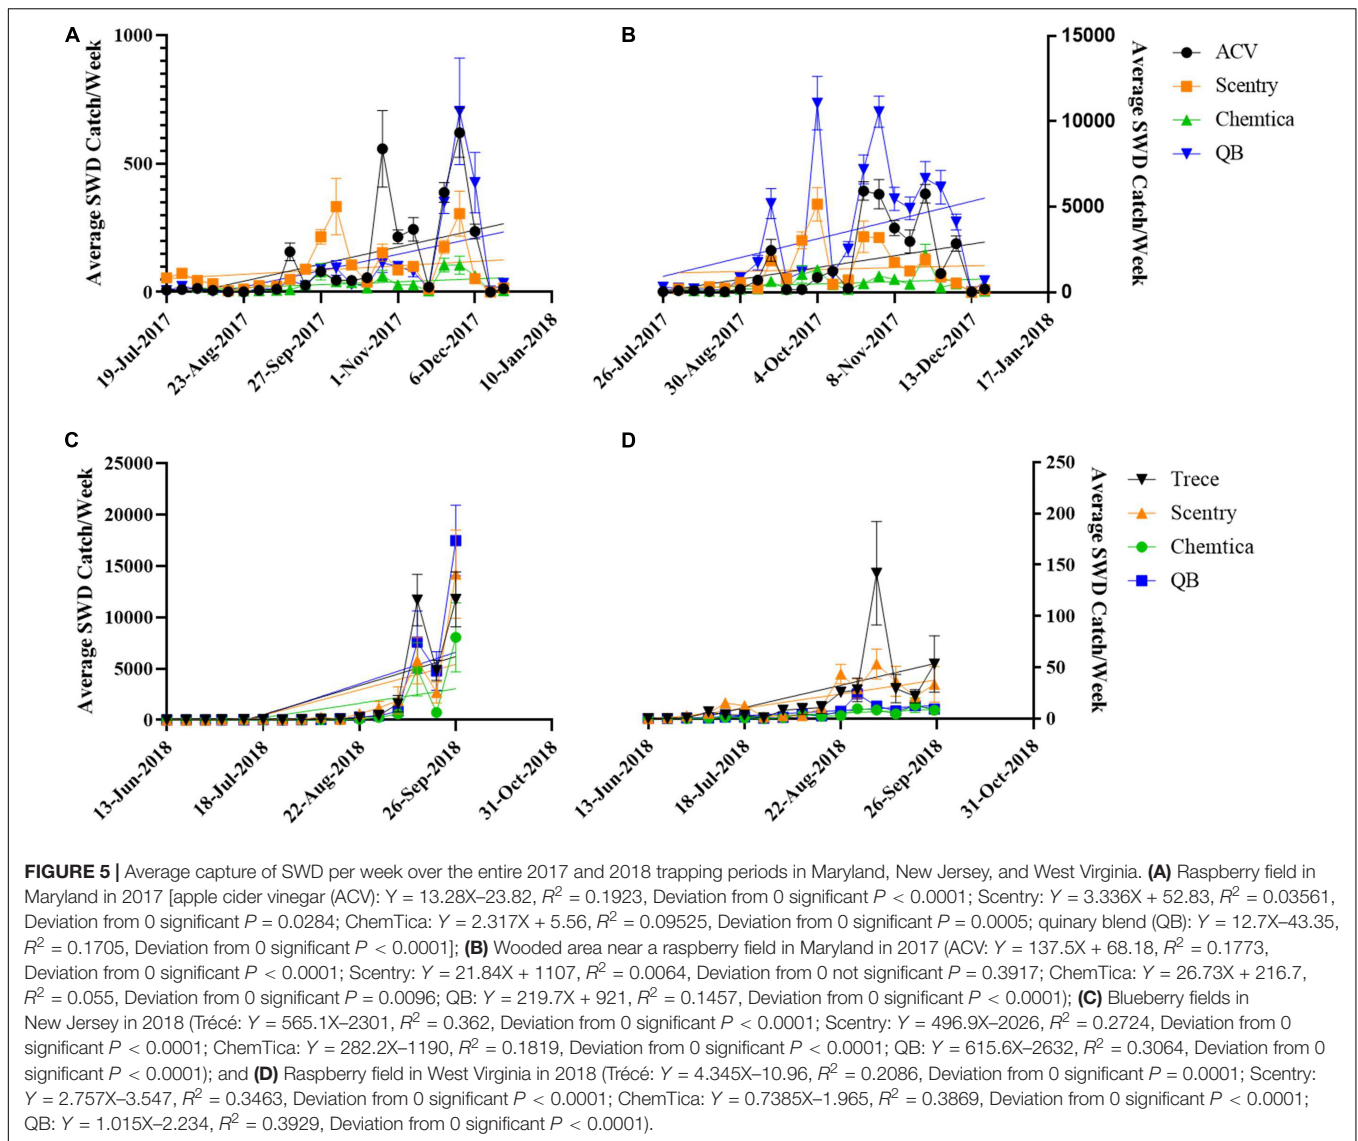 A
B
1000
500
0
Average SWD Catch/Week
19-Jul-2017
23-Aug-2017
27-Sep-2017
1-Nov-2017
6-Dec-2017
10-Jan-2018
15000
10000
5000
0
Average SWD Catch/Week
26-Jul-2017
30-Aug-2017
4-Oct-2017
8-Nov-2017
13-Dec-2017
17-Jan-2018
ACV
Scentry
Chemtica
QB
C
D
25000
20000
15000
10000
5000
0
Average SWD Catch/Week
13-Jun-2018
18-Jul-2018
22-Aug-2018
26-Sep-2018
31-Oct-2018
250
200
150
100
50
0
Average SWD Catch/Week
13-Jun-2018
18-Jul-2018
22-Aug-2018
26-Sep-2018
31-Oct-2018
Trece
Scentry
Chemtica
QB
FIGURE 5 | Average capture of SWD per week over the entire 2017 and 2018 trapping periods in Maryland, New Jersey, and West Virginia. (A) Raspberry field in
Maryland in 2017 [apple cider vinegar (ACV): Y = 13.28X–23.82, R² = 0.1923, Deviation from 0 significant P < 0.0001; Scentry: Y = 3.336X + 52.83, R² = 0.03561,
Deviation from 0 significant P = 0.0284; ChemTica: Y = 2.317X + 5.56, R² = 0.09525, Deviation from 0 significant P = 0.0005; quinary blend (QB): Y = 12.7X–43.35,
R² = 0.1705, Deviation from 0 significant P < 0.0001]; (B) Wooded area near a raspberry field in Maryland in 2017 (ACV: Y = 137.5X + 68.18, R² = 0.1773,
Deviation from 0 significant P < 0.0001; Scentry: Y = 21.84X + 1107, R² = 0.0064, Deviation from 0 not significant P = 0.3917; ChemTica: Y = 26.73X + 216.7,
R² = 0.055, Deviation from 0 significant P = 0.0096; QB: Y = 219.7X + 921, R² = 0.1457, Deviation from 0 significant P < 0.0001); (C) Blueberry fields in
New Jersey in 2018 (Trécé: Y = 565.1X–2301, R² = 0.362, Deviation from 0 significant P < 0.0001; Scentry: Y = 496.9X–2026, R² = 0.2724, Deviation from 0
significant P < 0.0001; ChemTica: Y = 282.2X–1190, R² = 0.1819, Deviation from 0 significant P < 0.0001; QB: Y = 615.6X–2632, R² = 0.3064, Deviation from 0
significant P < 0.0001); and (D) Raspberry field in West Virginia in 2018 (Trécé: Y = 4.345X–10.96, R² = 0.2086, Deviation from 0 significant P = 0.0001; Scentry:
Y = 2.757X–3.547, R² = 0.3463, Deviation from 0 significant P < 0.0001; ChemTica: Y = 0.7385X–1.965, R² = 0.3869, Deviation from 0 significant P < 0.0001;
QB: Y = 1.015X–2.234, R² = 0.3929, Deviation from 0 significant P < 0.0001).